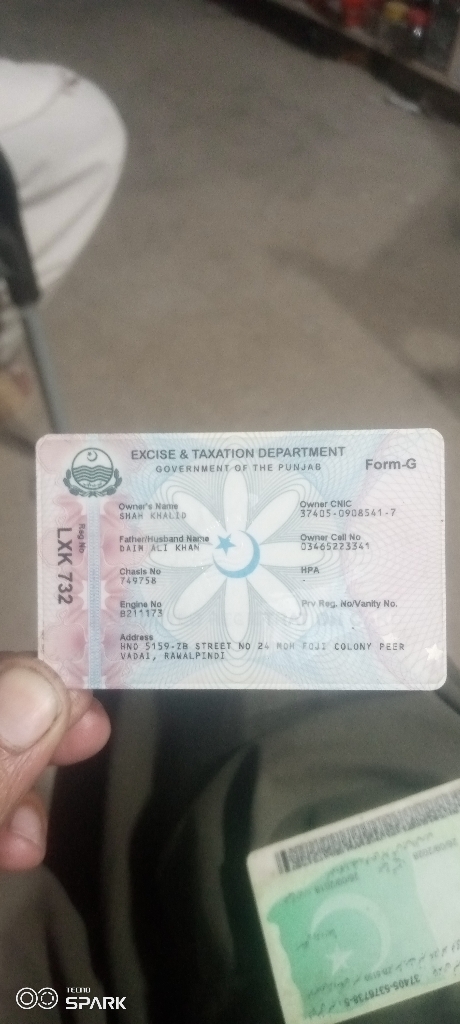 EXCISE & TAXATION DEPARTMENT
GOVERNMENT OF THE PUNJAB
Form-G
Reg No
LXK 732
Owner's Name
SHAH KHALID
Owner CNIC
37405-0908541-7
Father/Husband Name
DAIM ALI KHAN
Owner Cell No
03465223341
Chasis No
749758
HPA
-
Engine No
B211173
Prv Reg. No/Vanity No.
Address
HNO 5159-ZB STREET NO 24 MOH FOJI COLONY PEER
VADAI, RAWALPINDI
TECNO
SPARK